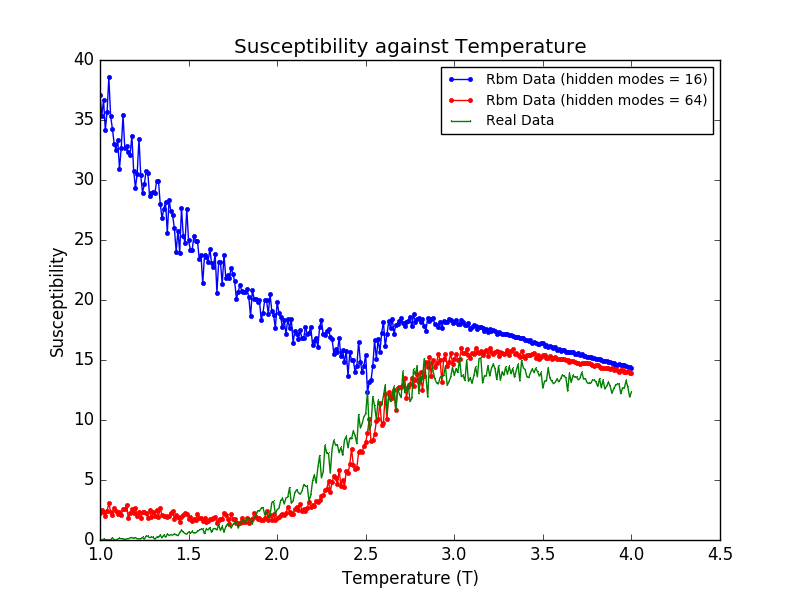 Susceptibility against Temperature
Rbm Data (hidden modes = 16)
Rbm Data (hidden modes = 64)
Real Data
40
35
30
25
20
15
10
5
0
Susceptibility
1.0 1.5 2.0 2.5 3.0 3.5 4.0 4.5
Temperature (T)